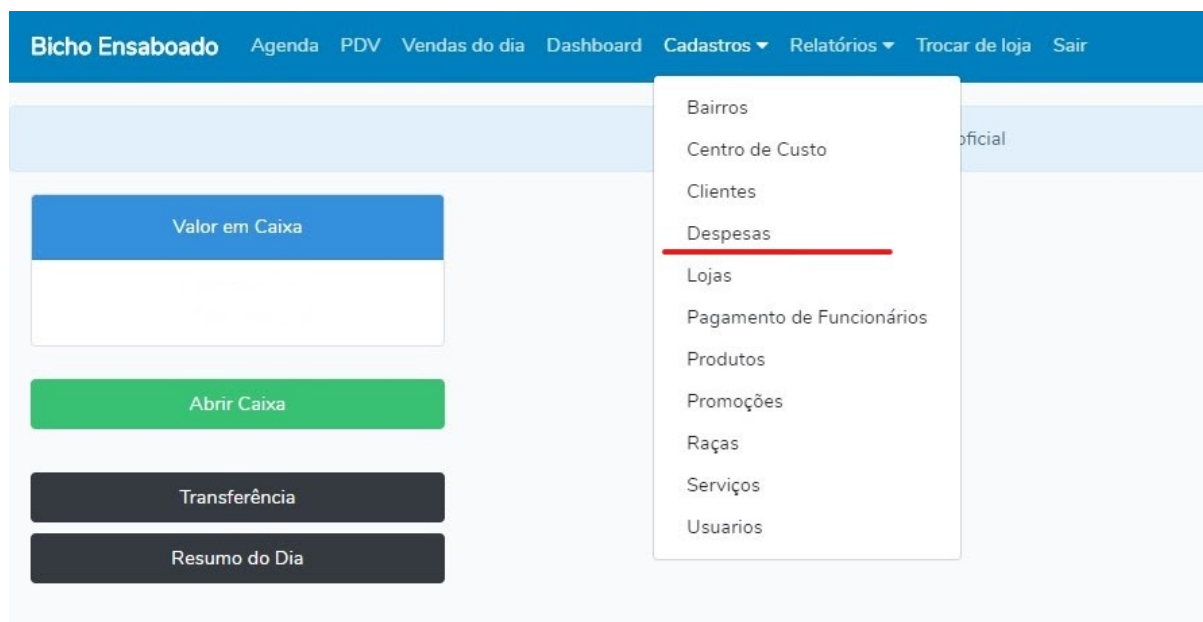 Bicho Ensaboado Agenda PDV Vendas do dia Dashboard Cadastros Relatórios Trocar de loja Sair
Bairros
Centro de Custo
oficial
Clientes
Despesas
Lojas
Pagamento de Funcionários
Produtos
Promoções
Raças
Serviços
Usuarios
Valor em Caixa
Abrir Caixa
Transferência
Resumo do Dia